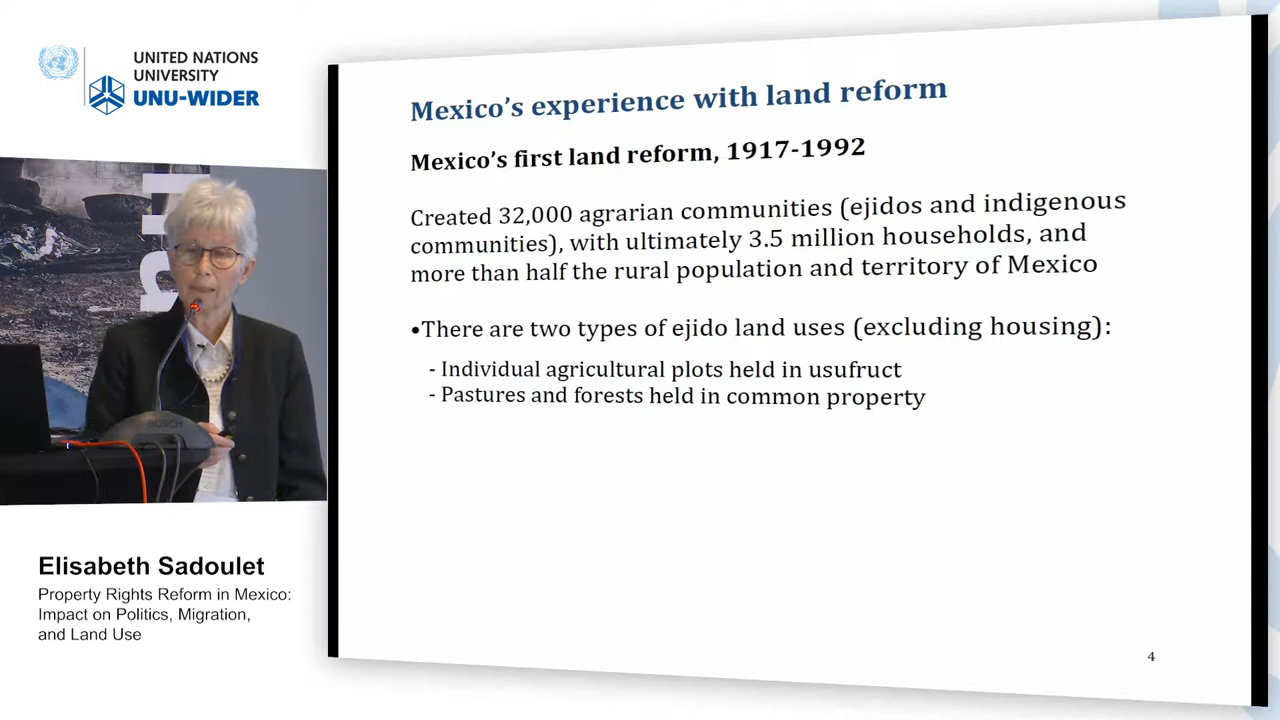 UNITED NATIONS
UNIVERSITY
UNU-WIDER
Mexico's experience with land reform
Mexico's first land reform, 1917-1992
Created 32,000 agrarian communities (ejidos and indigenous
communities), with ultimately 3.5 million households, and
more than half the rural population and territory of Mexico
•There are two types of ejido land uses (excluding housing):
- Individual agricultural plots held in usufruct
- Pastures and forests held in common property
4
BOSCH
Elisabeth Sadoulet
Property Rights Reform in Mexico:
Impact on Politics, Migration,
and Land Use